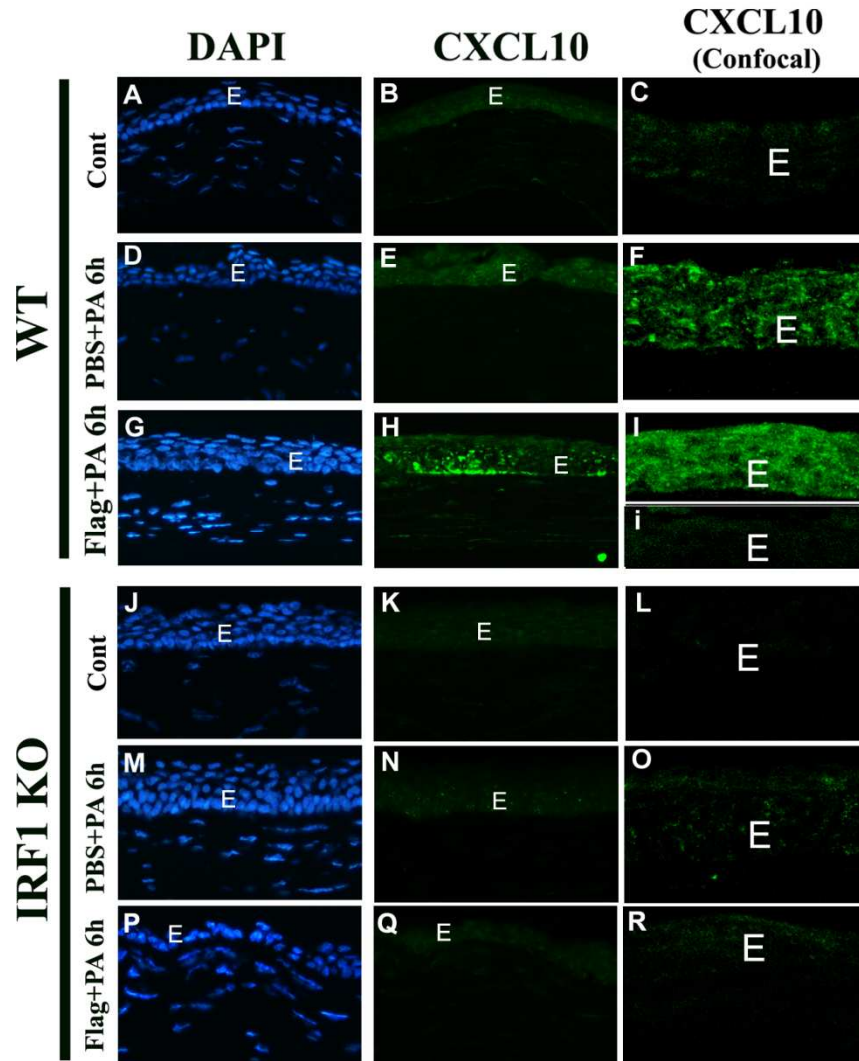 DAPI
CXCL10
CXCL10
(Confocal)
WT
Cont
A
E
B
E
C
E
PBS+PA 6h
D
E
E
E
F
E
Flag+PA 6h
G
E
H
E
I
E
i
E
IRF1 KO
Cont
J
E
K
E
L
E
PBS+PA 6h
M
E
N
E
O
E
Flag+PA 6h
P
E
Q
E
R
E